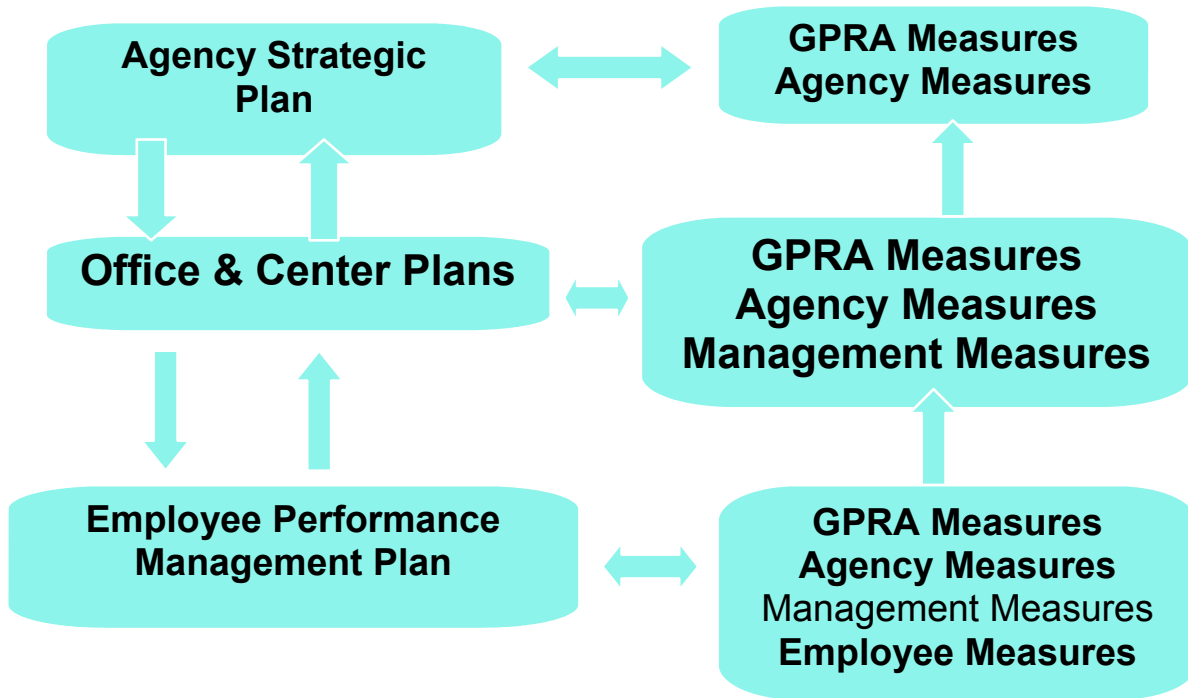 Agency Strategic
Plan
GPRA Measures
Agency Measures
Office & Center Plans
GPRA Measures
Agency Measures
Management Measures
Employee Performance
Management Plan
GPRA Measures
Agency Measures
Management Measures
Employee Measures